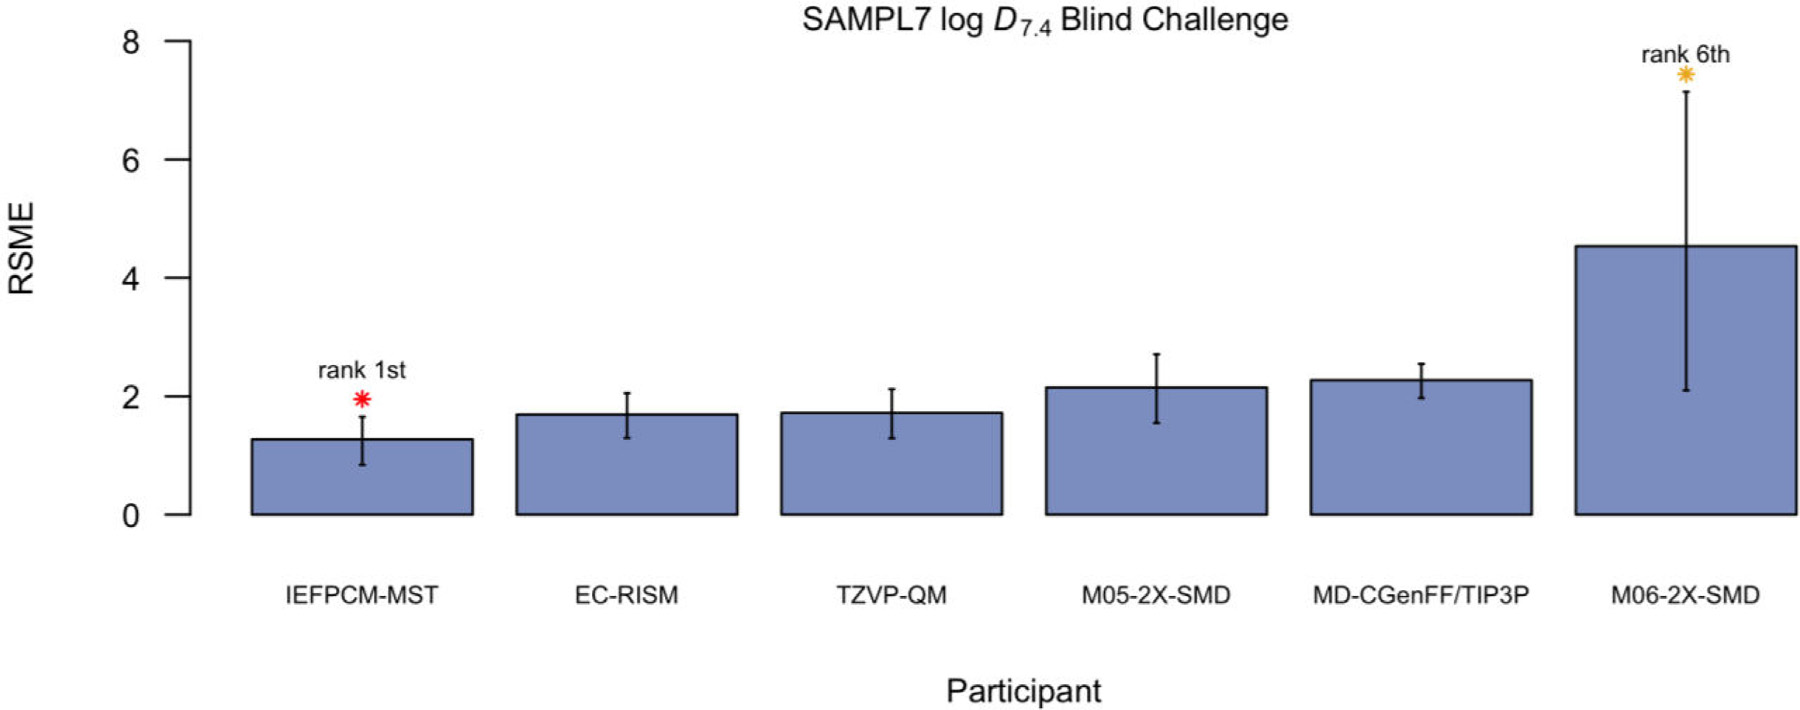 SAMPL7 log D7.4 Blind Challenge
8
6
4
2
0
RSME
rank 1st
rank 6th
IEFPCM-MST
EC-RISM
TZVP-QM
M05-2X-SMD
MD-CGenFF/TIP3P
M06-2X-SMD
Participant